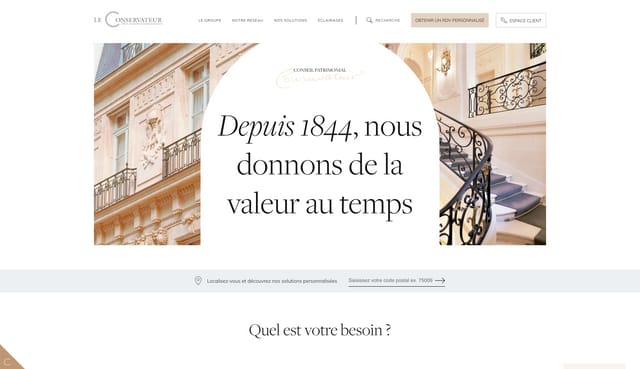 LE CONSERVATEUR
LE GROUPE
NOTRE RÉSEAU
NOS SOLUTIONS
ÉCLAIRAGES
RECHERCHE
OBTENIR UN RDV PERSONNALISÉ
ESPACE CLIENT
CONSEIL PATRIMONIAL
Conservateur
Depuis 1844, nous
donnons de la
valeur au temps
Localisez-vous et découvrez nos solutions personnalisées
Saisissez votre code postal ex. 75009
Quel est votre besoin ?
C